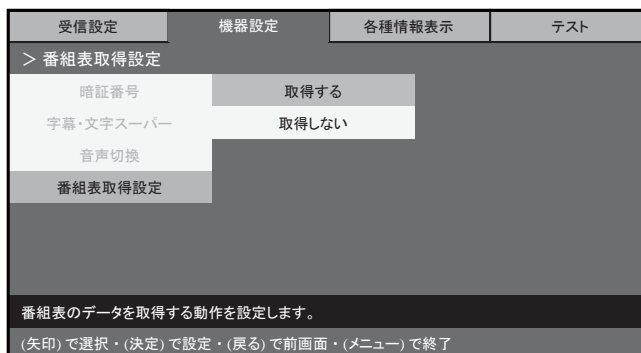 受信設定 機器設定 各種情報表示 テスト
＞ 番組表取得設定
暗証番号 取得する
字幕・文字スーパー 取得しない
音声切換
番組表取得設定
番組表のデータを取得する動作を設定します。
(矢印) で選択・(決定) で設定・(戻る) で前画面・(メニュー) で終了